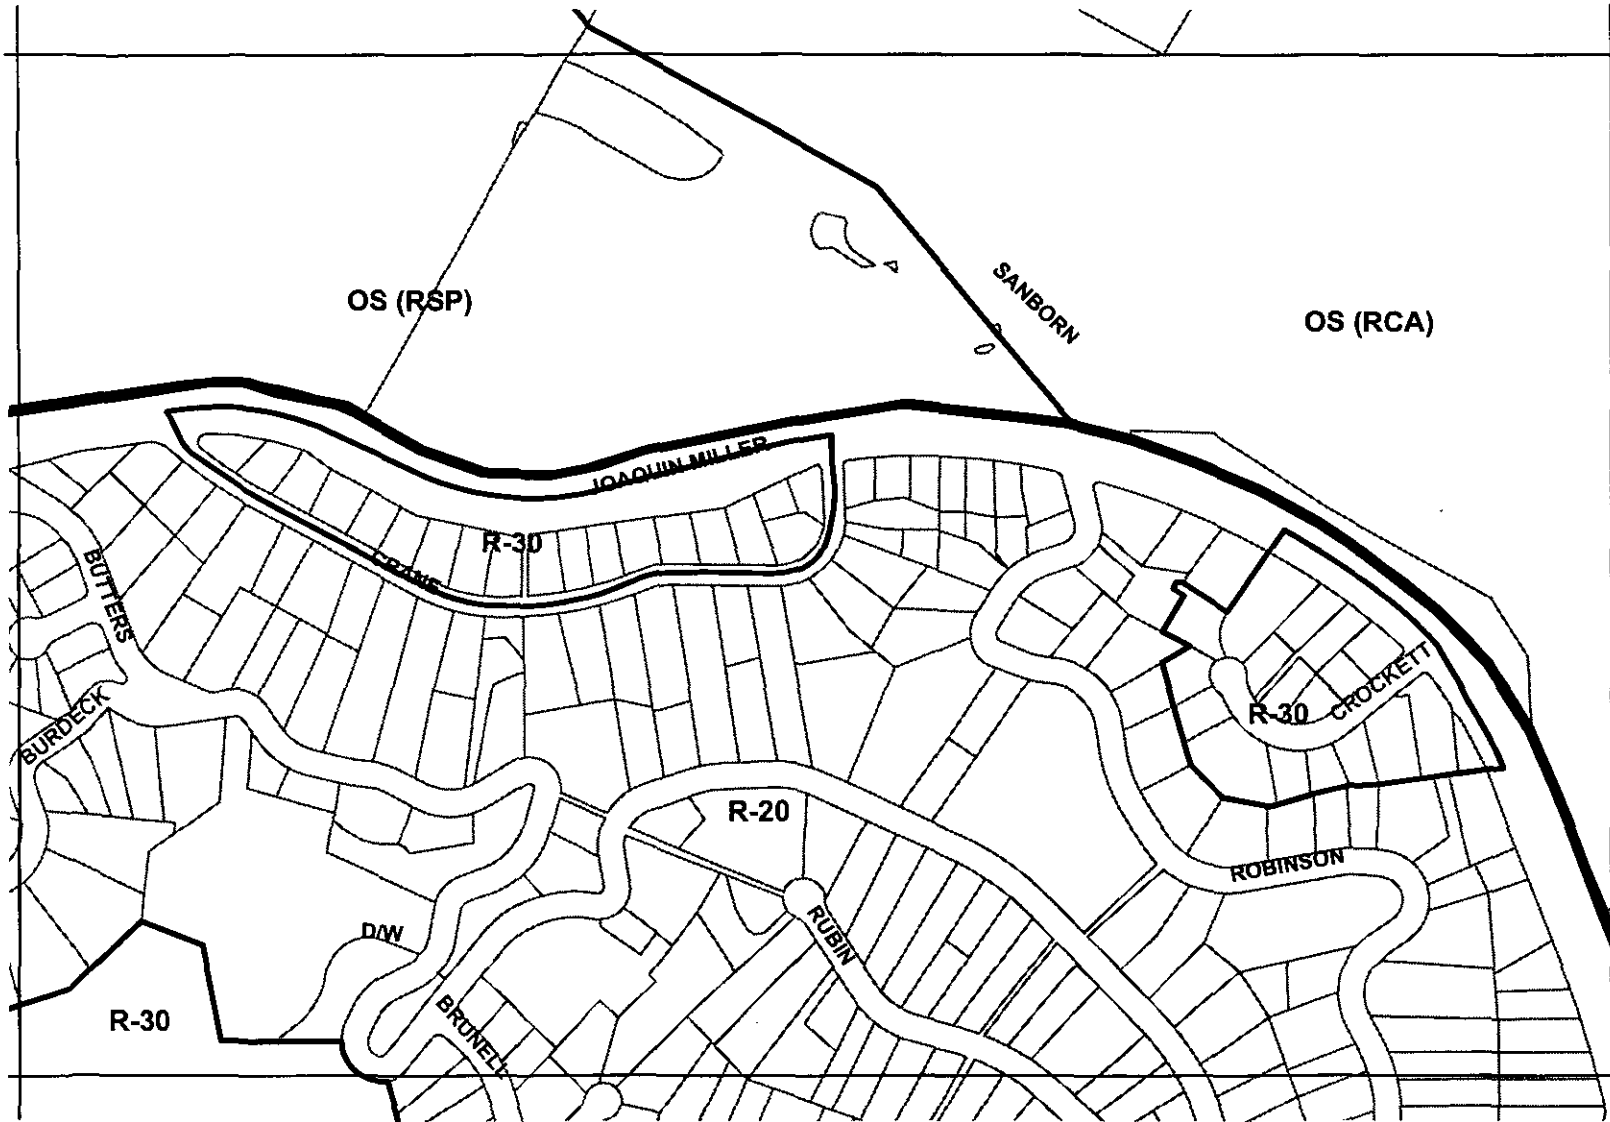 SANBORN
OS (RSP)
OS (RCA)
JOAQUIN MILLER
R-30
CRANE
BUTTERS
CROCKETT
R-30
BURDECK
R-20
ROBINSON
D/W
RUBIN
R-30
BRUNELL